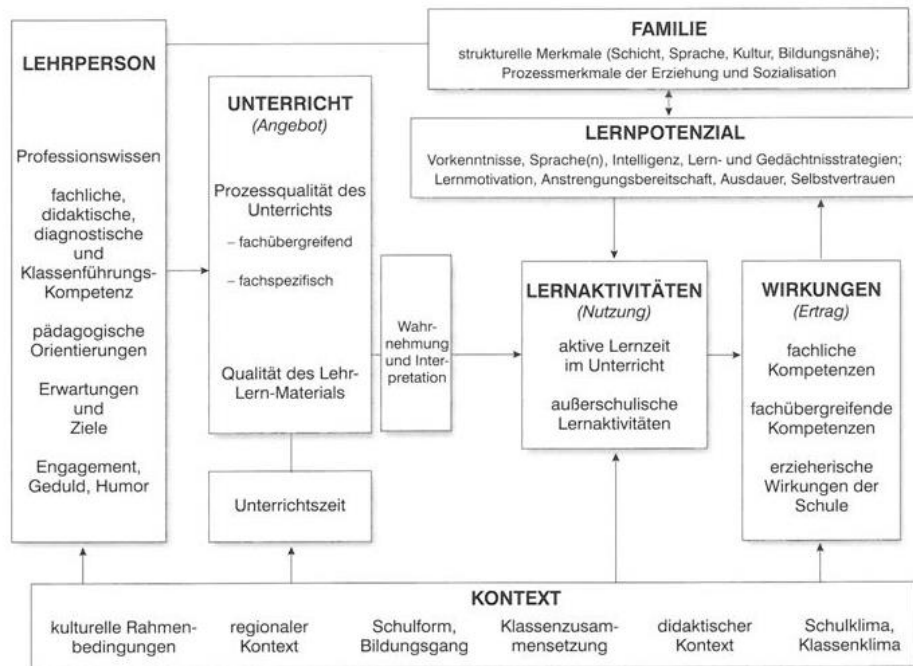 LEHRPERSON
Professionswissen
fachliche,
didaktische,
diagnostische
und
Klassenführungs-
Kompetenz
pädagogische
Orientierungen
Erwartungen
und
Ziele
Engagement,
Geduld, Humor
UNTERRICHT
(Angebot)
Prozessqualität des
Unterrichts
– fachübergreifend
– fachspezifisch
Qualität des Lehr-
Lern-Materials
Unterrichtszeit
Wahr-
nehmung
und Inter-
pretation
FAMILIE
strukturelle Merkmale (Schicht, Sprache, Kultur, Bildungsnähe);
Prozessmerkmale der Erziehung und Sozialisation
LERNPOTENZIAL
Vorkenntnisse, Sprache(n), Intelligenz, Lern- und Gedächtnisstrategien;
Lernmotivation, Anstrengungsbereitschaft, Ausdauer, Selbstvertrauen
LERNAKTIVITÄTEN
(Nutzung)
aktive Lernzeit
im Unterricht
außerschulische
Lernaktivitäten
WIRKUNGEN
(Ertrag)
fachliche
Kompetenzen
fachübergreifende
Kompetenzen
erzieherische
Wirkungen der
Schule
KONTEXT
kulturelle Rahmen-
bedingungen
regionaler
Kontext
Schulform,
Bildungsgang
Klassenzusam-
mensetzung
didaktischer
Kontext
Schulklima,
Klassenklima